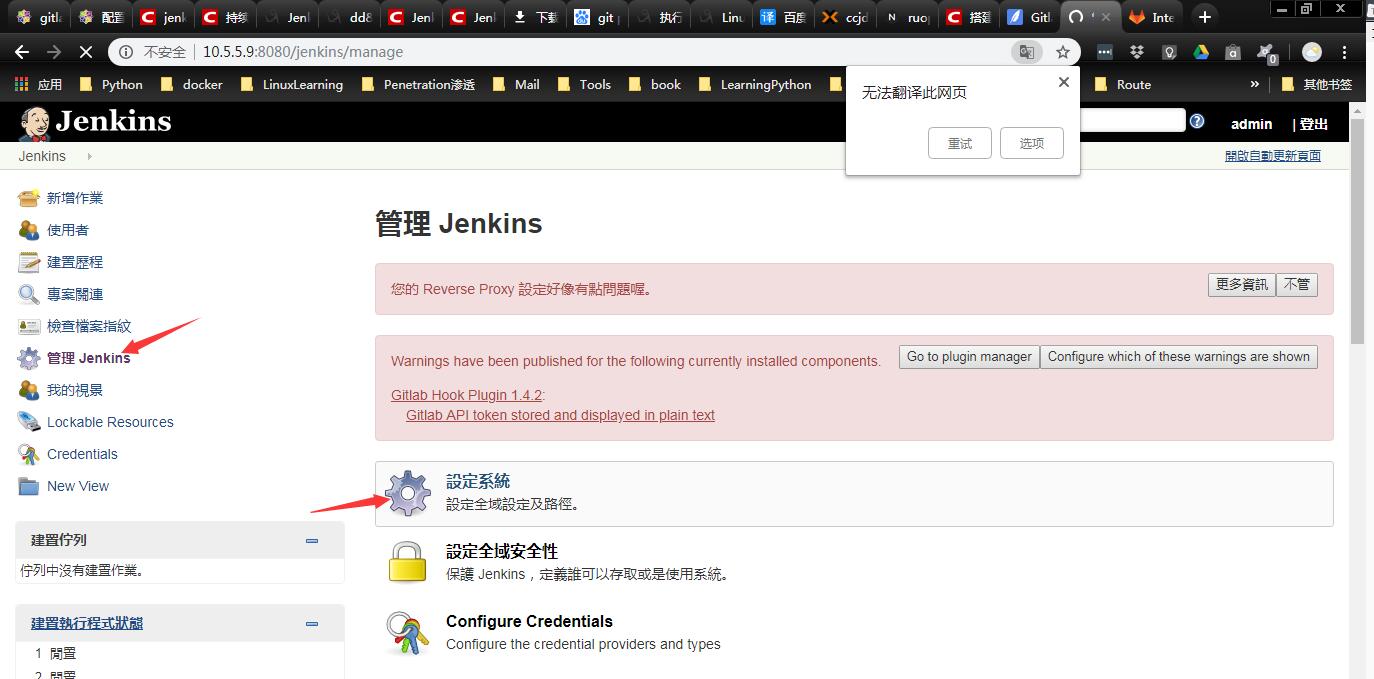 gitla
配置
jenk
持续
Jenl
dd8
Jenl
Jenl
下载
git p
执行
Linu
百度
ccjd
ruop
搭建
Gitl
Inte
不安全 10.5.5.9:8080/jenkins/manage
应用 Python docker LinuxLearning Penetration渗透 Mail Tools book LearningPython Route » 其他书签
无法翻译此网页
重试 选项
Jenkins
admin | 登出
Jenkins
開啟自動更新頁面
新增作業
使用者
建置歷程
專案關連
檢查檔案指紋
管理 Jenkins
我的視景
Lockable Resources
Credentials
New View
建置佇列
佇列中沒有建置作業。
建置執行程式狀態
1 閒置
2 閒置
管理 Jenkins
您的 Reverse Proxy 設定好像有點問題喔。
更多資訊 不管
Warnings have been published for the following currently installed components.
Go to plugin manager Configure which of these warnings are shown
Gitlab Hook Plugin 1.4.2:
Gitlab API token stored and displayed in plain text
設定系統
設定全域設定及路徑。
設定全域安全性
保護 Jenkins，定義誰可以存取或是使用系統。
Configure Credentials
Configure the credential providers and types